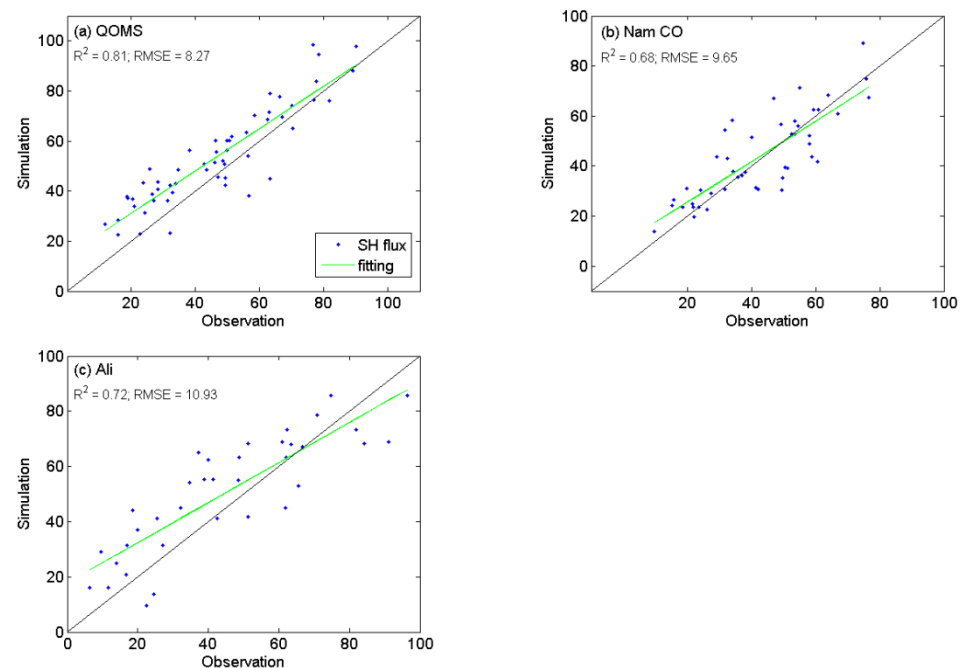 (a) QOMS
R² = 0.81; RMSE = 8.27
100
80
60
40
20
0
Simulation
SH flux
fitting
20 40 60 80 100
Observation
(b) Nam CO
R² = 0.68; RMSE = 9.65
100
80
60
40
20
0
Simulation
0 20 40 60 80 100
Observation
(c) Ali
R² = 0.72; RMSE = 10.93
100
80
60
40
20
0
Simulation
0 20 40 60 80 100
Observation